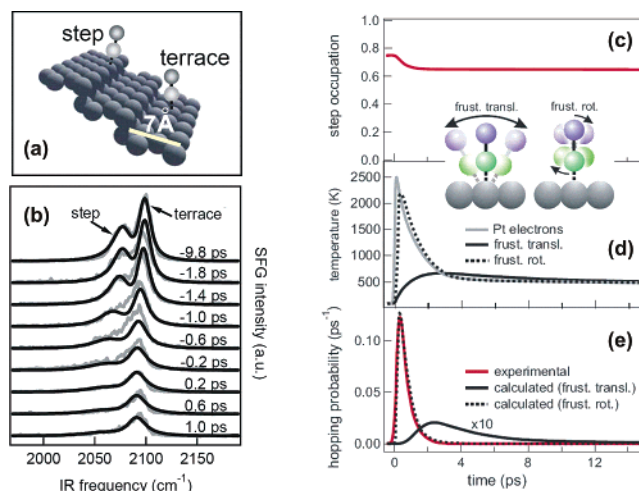 step
terrace
7Å
(a)
(b)
step
terrace
-9.8 ps
-1.8 ps
-1.4 ps
-1.0 ps
-0.6 ps
-0.2 ps
0.2 ps
0.6 ps
1.0 ps
SFG intensity (a.u.)
2000 2050 2100 2150
IR frequency (cm⁻¹)
(c)
step occupation
1.0
0.8
0.6
0.4
0.2
0.0
frust. transl.
frust. rot.
(d)
temperature (K)
2500
2000
1500
1000
500
Pt electrons
frust. transl.
frust. rot.
(e)
hopping probability (ps⁻¹)
0.10
0.05
0.00
experimental
calculated (frust. transl.)
calculated (frust. rot.)
x10
0 4 8 12
time (ps)